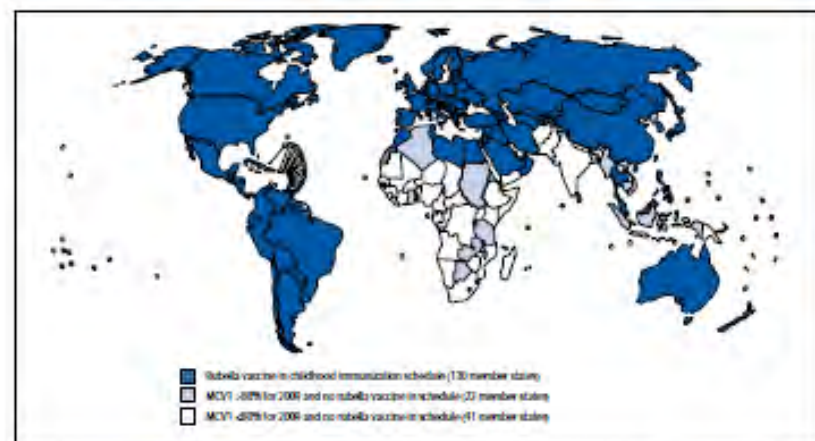 Rubella vaccine in childhood immunization schedule (130 member states)
MCV1 >80% for 2009 and no rubella vaccine in schedule (22 member states)
MCV1 <80% for 2009 and no rubella vaccine in schedule (41 member states)